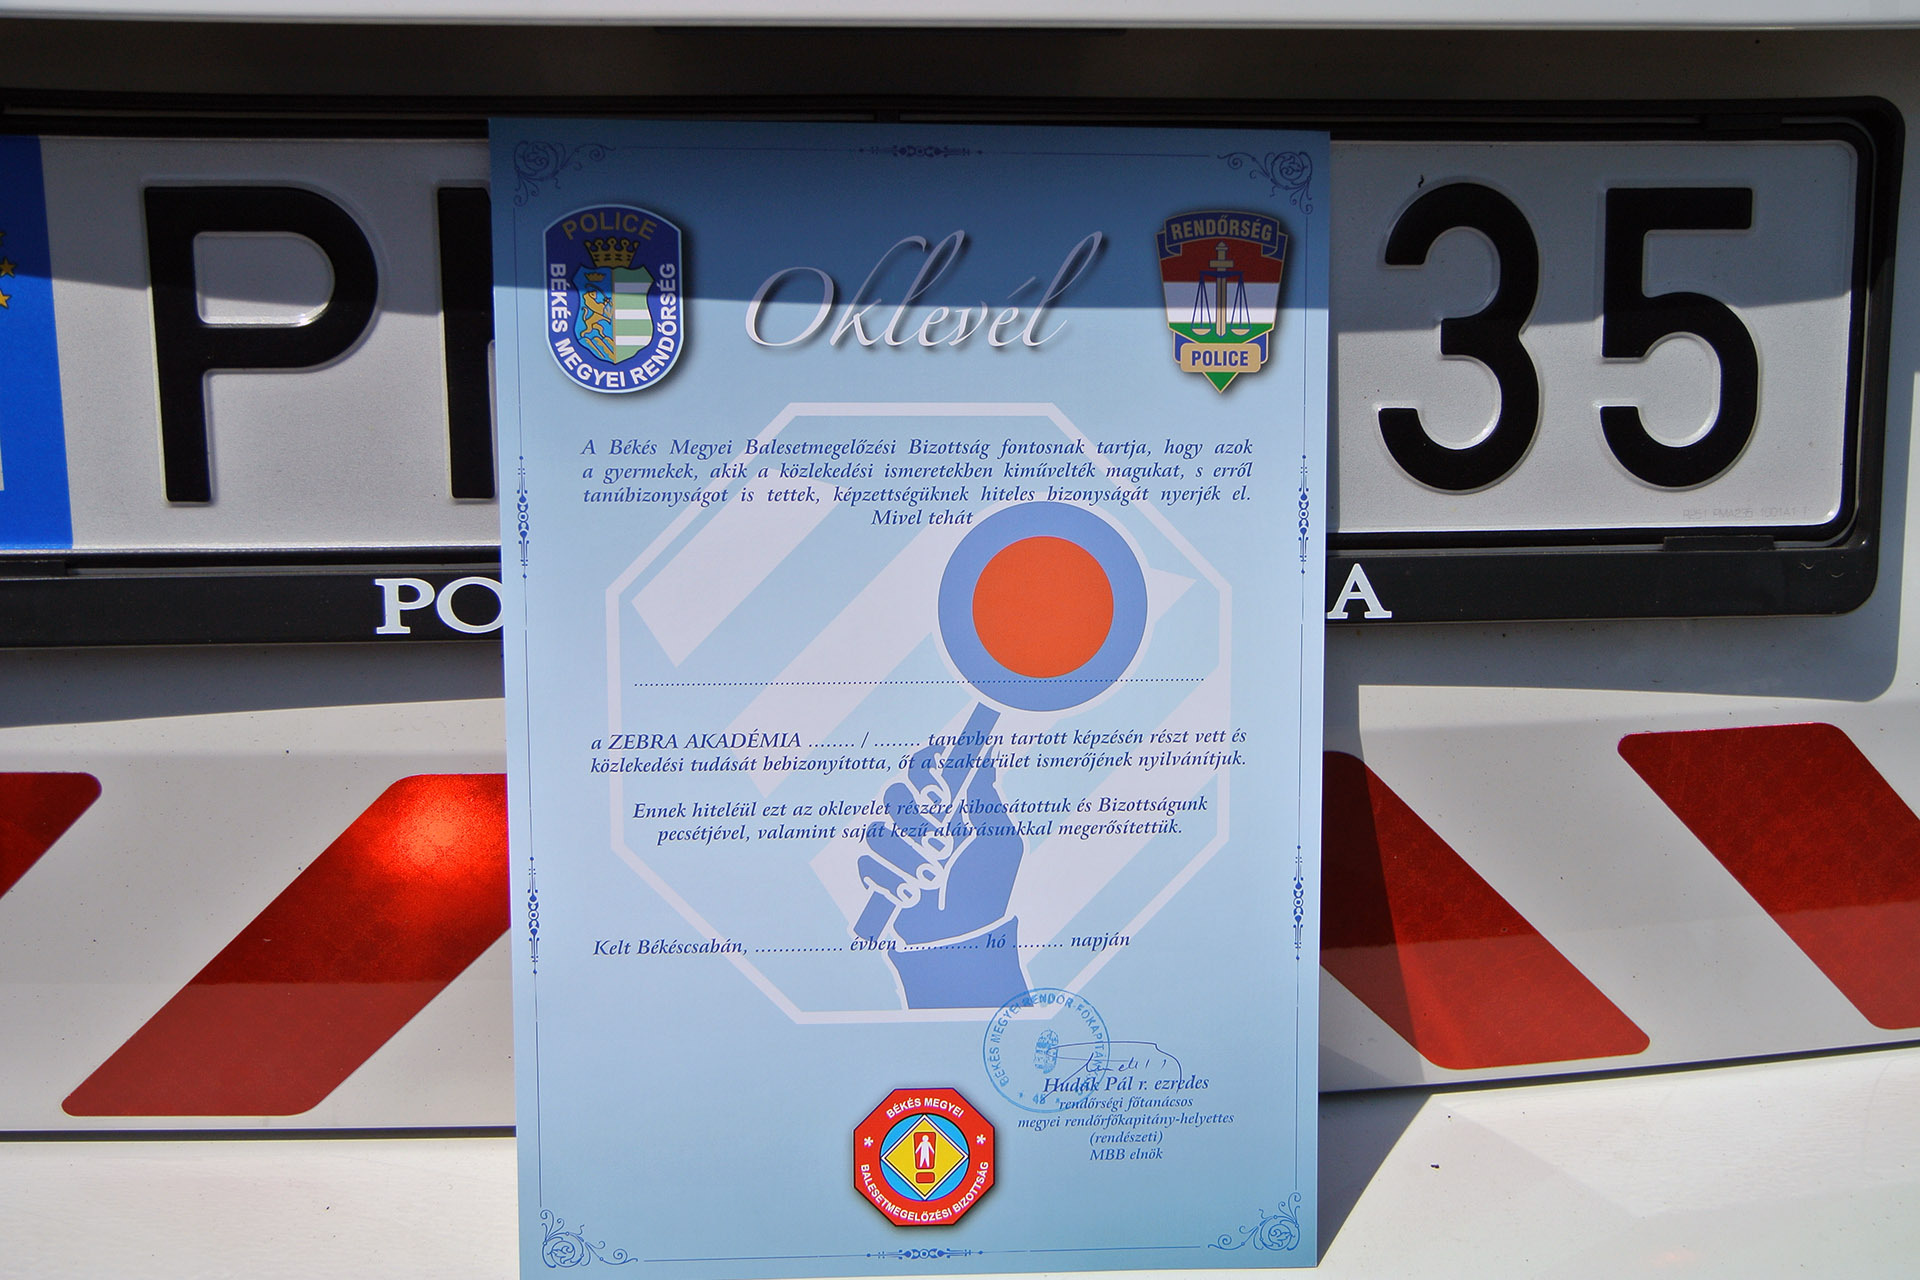 P
35
PO
A
POLICE
BÉKÉS MEGYEI RENDŐRSÉG
Oklevél
RENDŐRSÉG
POLICE
A Békés Megyei Balesetmegelőzési Bizottság fontosnak tartja, hogy azok
a gyermekek, akik a közlekedési ismeretekben kiművelték magukat, s erről
tanúbizonyságot is tettek, képzettségüknek hiteles bizonyságát nyerjék el.
Mivel tehát
a ZEBRA AKADÉMIA ........ / ........ tanévben tartott képzésén részt vett és
közlekedési tudását bebizonyította, őt a szakterület ismerőjének nyilvánítjuk.
Ennek hiteléül ezt az oklevelet részére kibocsátottuk és Bizottságunk
pecsétjével, valamint saját kezű aláírásunkkal megerősítettük.
Kelt Békéscsabán, ............... évben ............. hó ......... napján
BÉKÉS MEGYEI RENDŐR-FŐKAPITÁNY
Hudák Pál r. ezredes
rendőrségi főtanácsos
megyei rendőrfőkapitány-helyettes
(rendészeti)
MBB elnök
BÉKÉS MEGYEI
* BALESETMEGELŐZÉSI BIZOTTSÁG *